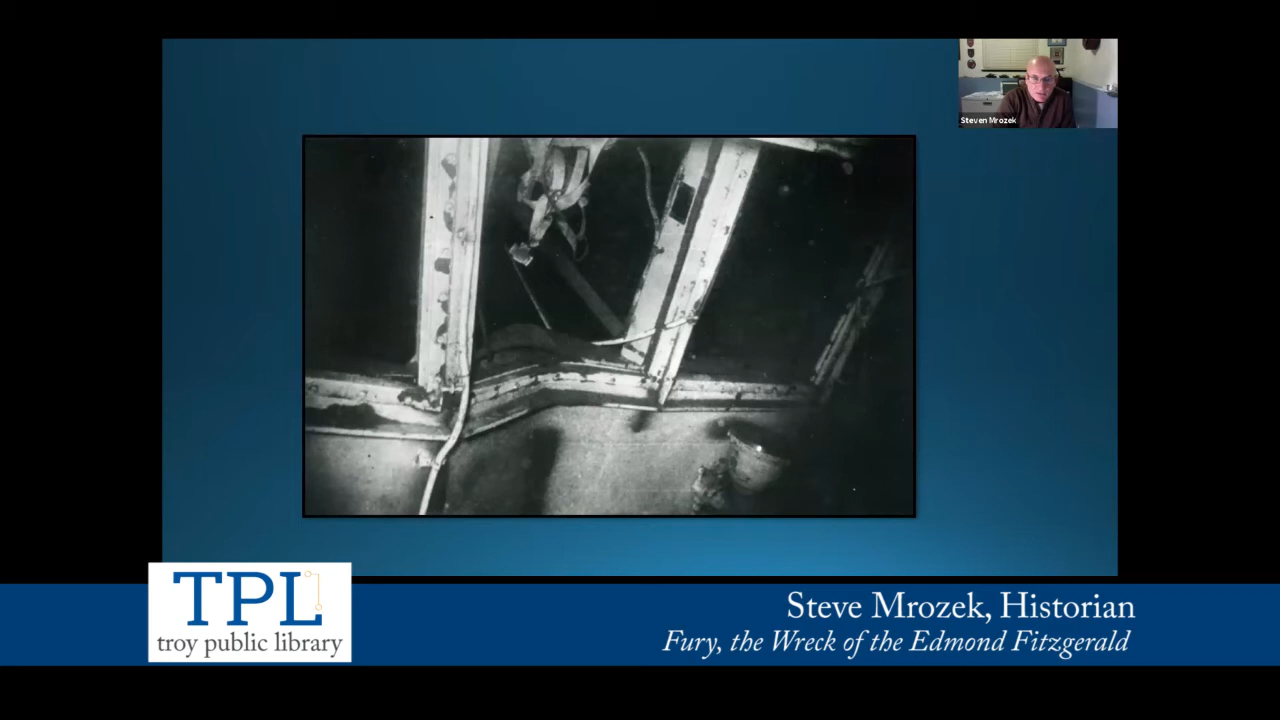 Steven Mrozek
TPL
troy public library
Steve Mrozek, Historian
Fury, the Wreck of the Edmond Fitzgerald